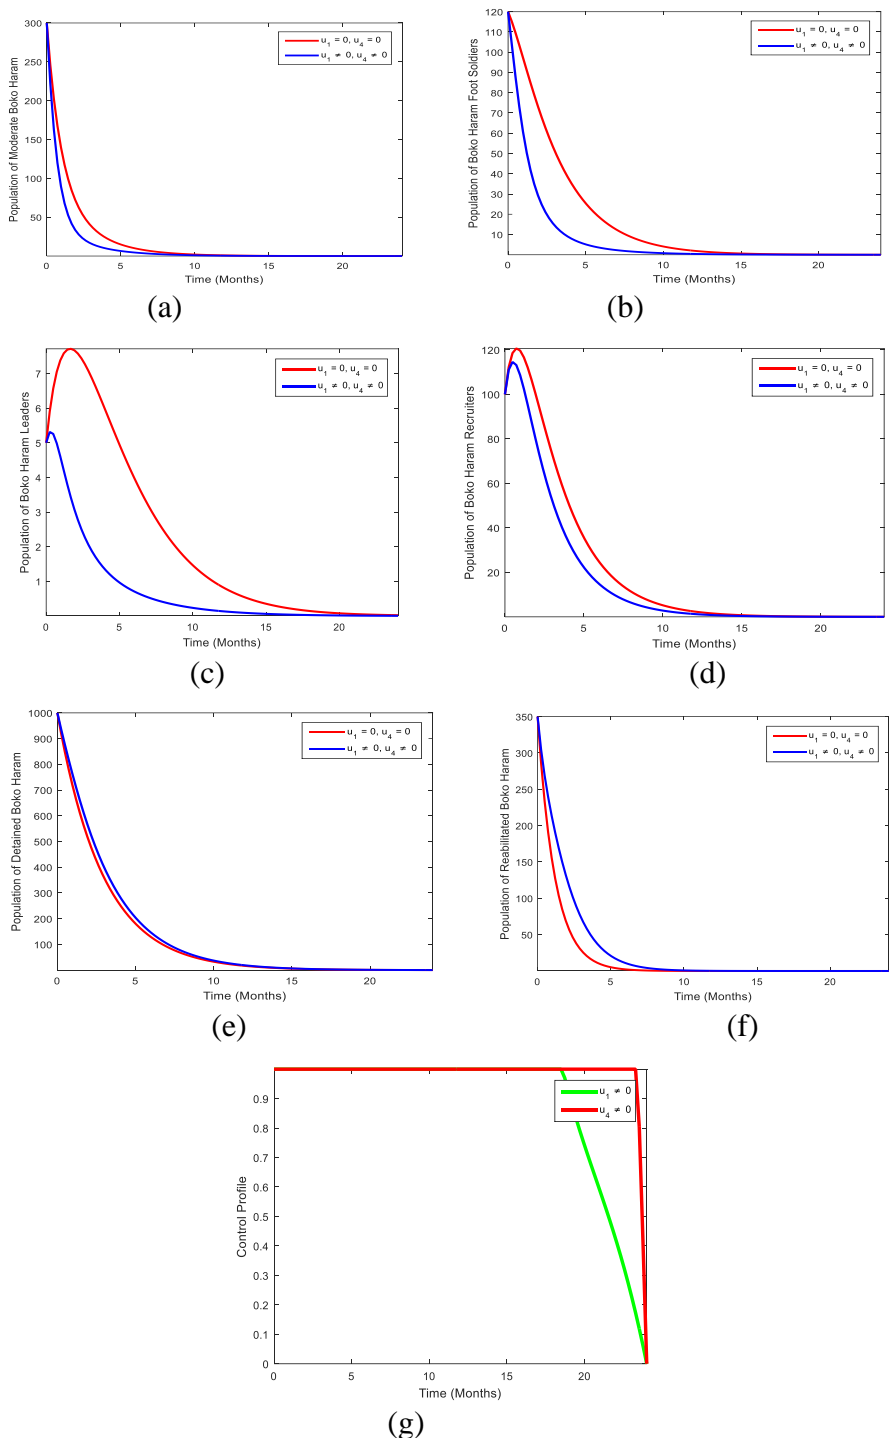 300
250
200
150
100
50
0
5
10
15
20
Population of Moderate Boko Haram
Time (Months)
u1 = 0, u4 = 0
u1 ≠ 0, u4 ≠ 0
(a)
120
110
100
90
80
70
60
50
40
30
20
10
0
5
10
15
20
Population of Boko Haram Foot Soldiers
Time (Months)
u1 = 0, u4 = 0
u1 ≠ 0, u4 ≠ 0
(b)
7
6
5
4
3
2
1
0
5
10
15
20
Population of Boko Haram Leaders
Time (Months)
u1 = 0, u4 = 0
u1 ≠ 0, u4 ≠ 0
(c)
120
100
80
60
40
20
0
5
10
15
20
Population of Boko Haram Recruiters
Time (Months)
u1 = 0, u4 = 0
u1 ≠ 0, u4 ≠ 0
(d)
1000
900
800
700
600
500
400
300
200
100
0
5
10
15
20
Population of Detained Boko Haram
Time (Months)
u1 = 0, u4 = 0
u1 ≠ 0, u4 ≠ 0
(e)
350
300
250
200
150
100
50
0
5
10
15
20
Population of Reabilitated Boko Haram
Time (Months)
u1 = 0, u4 = 0
u1 ≠ 0, u4 ≠ 0
(f)
0.9
0.8
0.7
0.6
0.5
0.4
0.3
0.2
0.1
0
0
5
10
15
20
Control Profile
Time (Months)
u1 ≠ 0
u4 ≠ 0
(g)